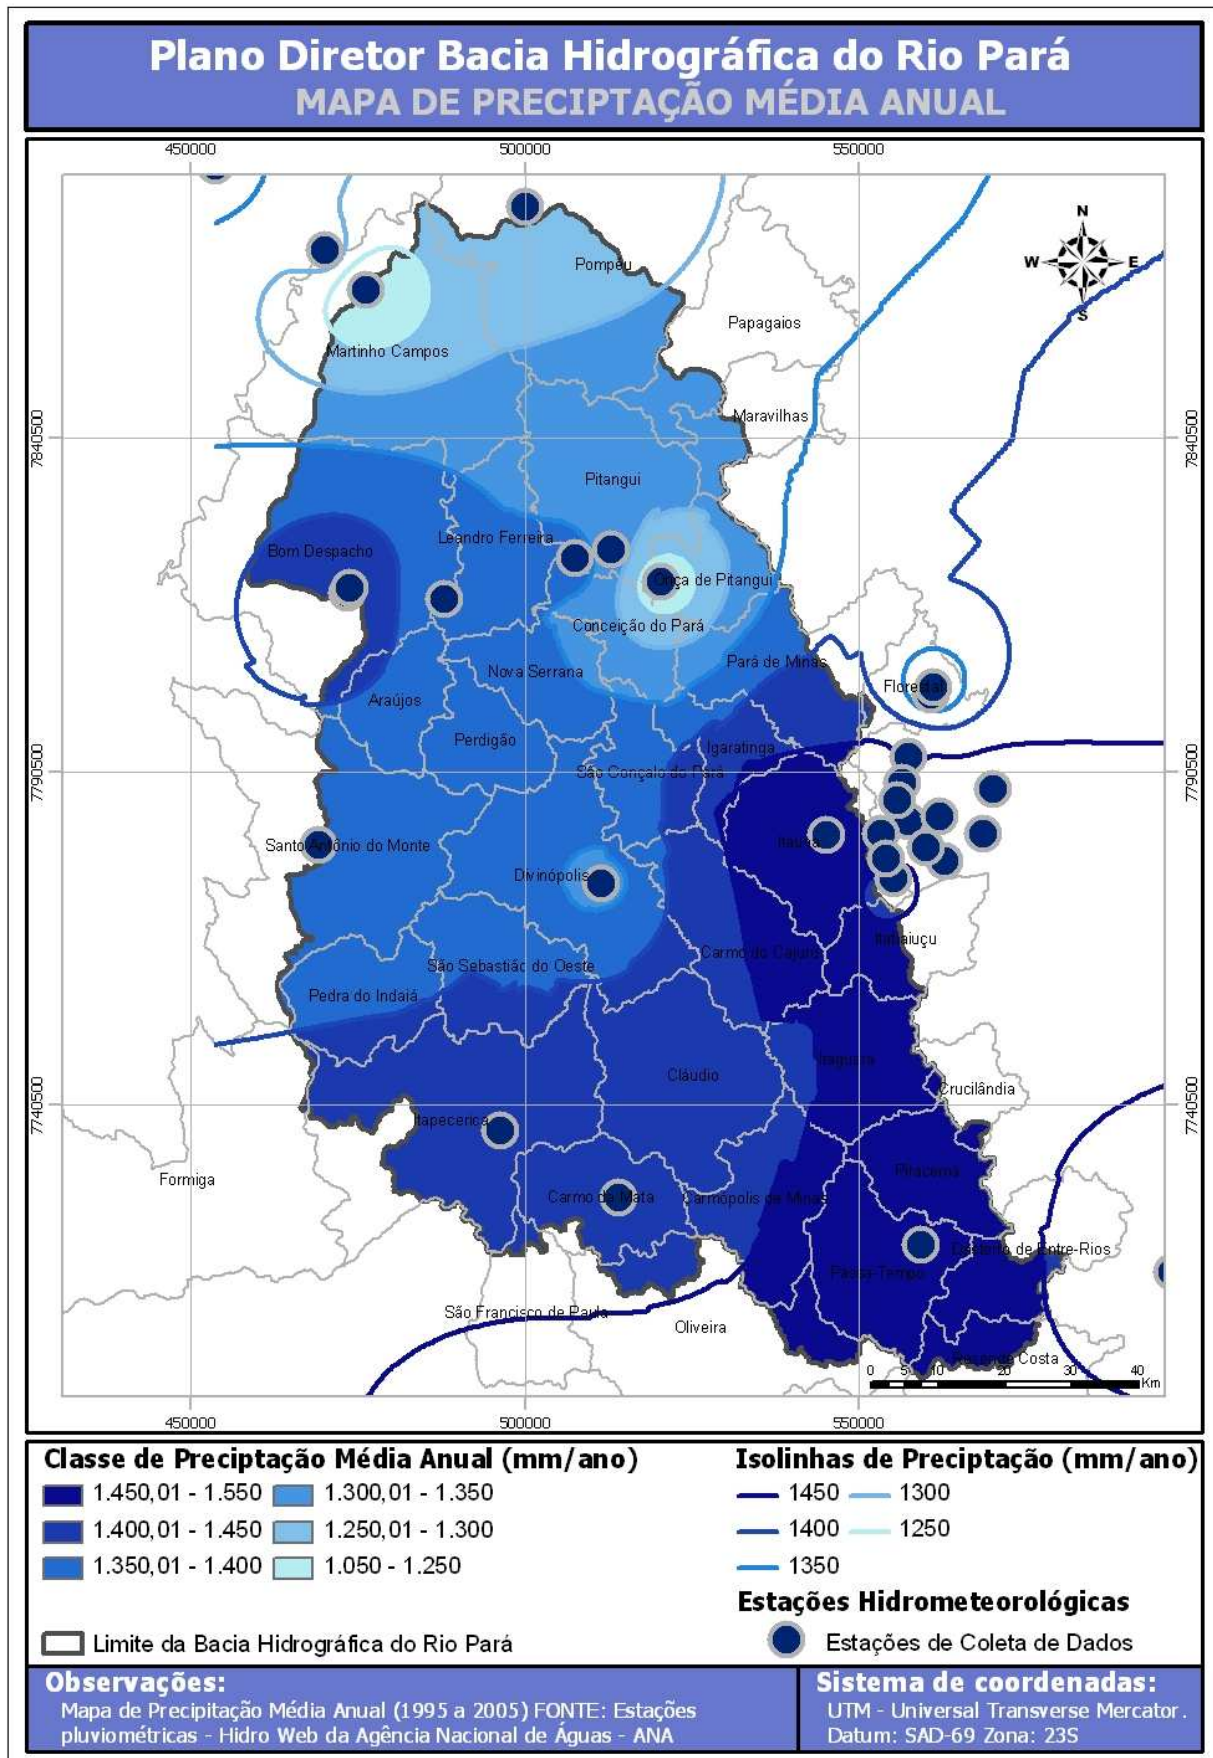 Plano Diretor Bacia Hidrográfica do Rio Pará
MAPA DE PRECIPTAÇÃO MÉDIA ANUAL
450000 500000 550000
N
W E
S
Pompéu
Papagaios
Martinho Campos
Maravilhas
7840500 7840500
Pitangui
Leandro Ferreira
Bom Despacho
Onça de Pitangui
Conceição do Pará
Pará de Minas
Nova Serrana
Florestal
Araújos
Perdigão
Igaratinga
São Gonçalo do Pará
7790500 7790500
Itaúna
Santo Antônio do Monte
Divinópolis
Itatiaiuçu
Carmo do Cajuru
São Sebastião do Oeste
Pedra do Indaiá
Itaguara
Cláudio
Crucilândia
7740500 7740500
Itapecerica
Piracema
Formiga
Carmo da Mata
Carmópolis de Minas
Desterro de Entre-Rios
Passa-Tempo
São Francisco de Paula
Oliveira
Resende Costa
0 5 10 20 30 40
Km
450000 500000 550000
Classe de Preciptação Média Anual (mm/ano)
1.450,01 - 1.550 1.300,01 - 1.350
1.400,01 - 1.450 1.250,01 - 1.300
1.350,01 - 1.400 1.050 - 1.250
Limite da Bacia Hidrográfica do Rio Pará
Isolinhas de Precipitação (mm/ano)
1450 1300
1400 1250
1350
Estações Hidrometeorológicas
Estações de Coleta de Dados
Observações:
Mapa de Precipitação Média Anual (1995 a 2005) FONTE: Estações
pluviométricas - Hidro Web da Agência Nacional de Águas - ANA
Sistema de coordenadas:
UTM - Universal Transverse Mercator.
Datum: SAD-69 Zona: 23S